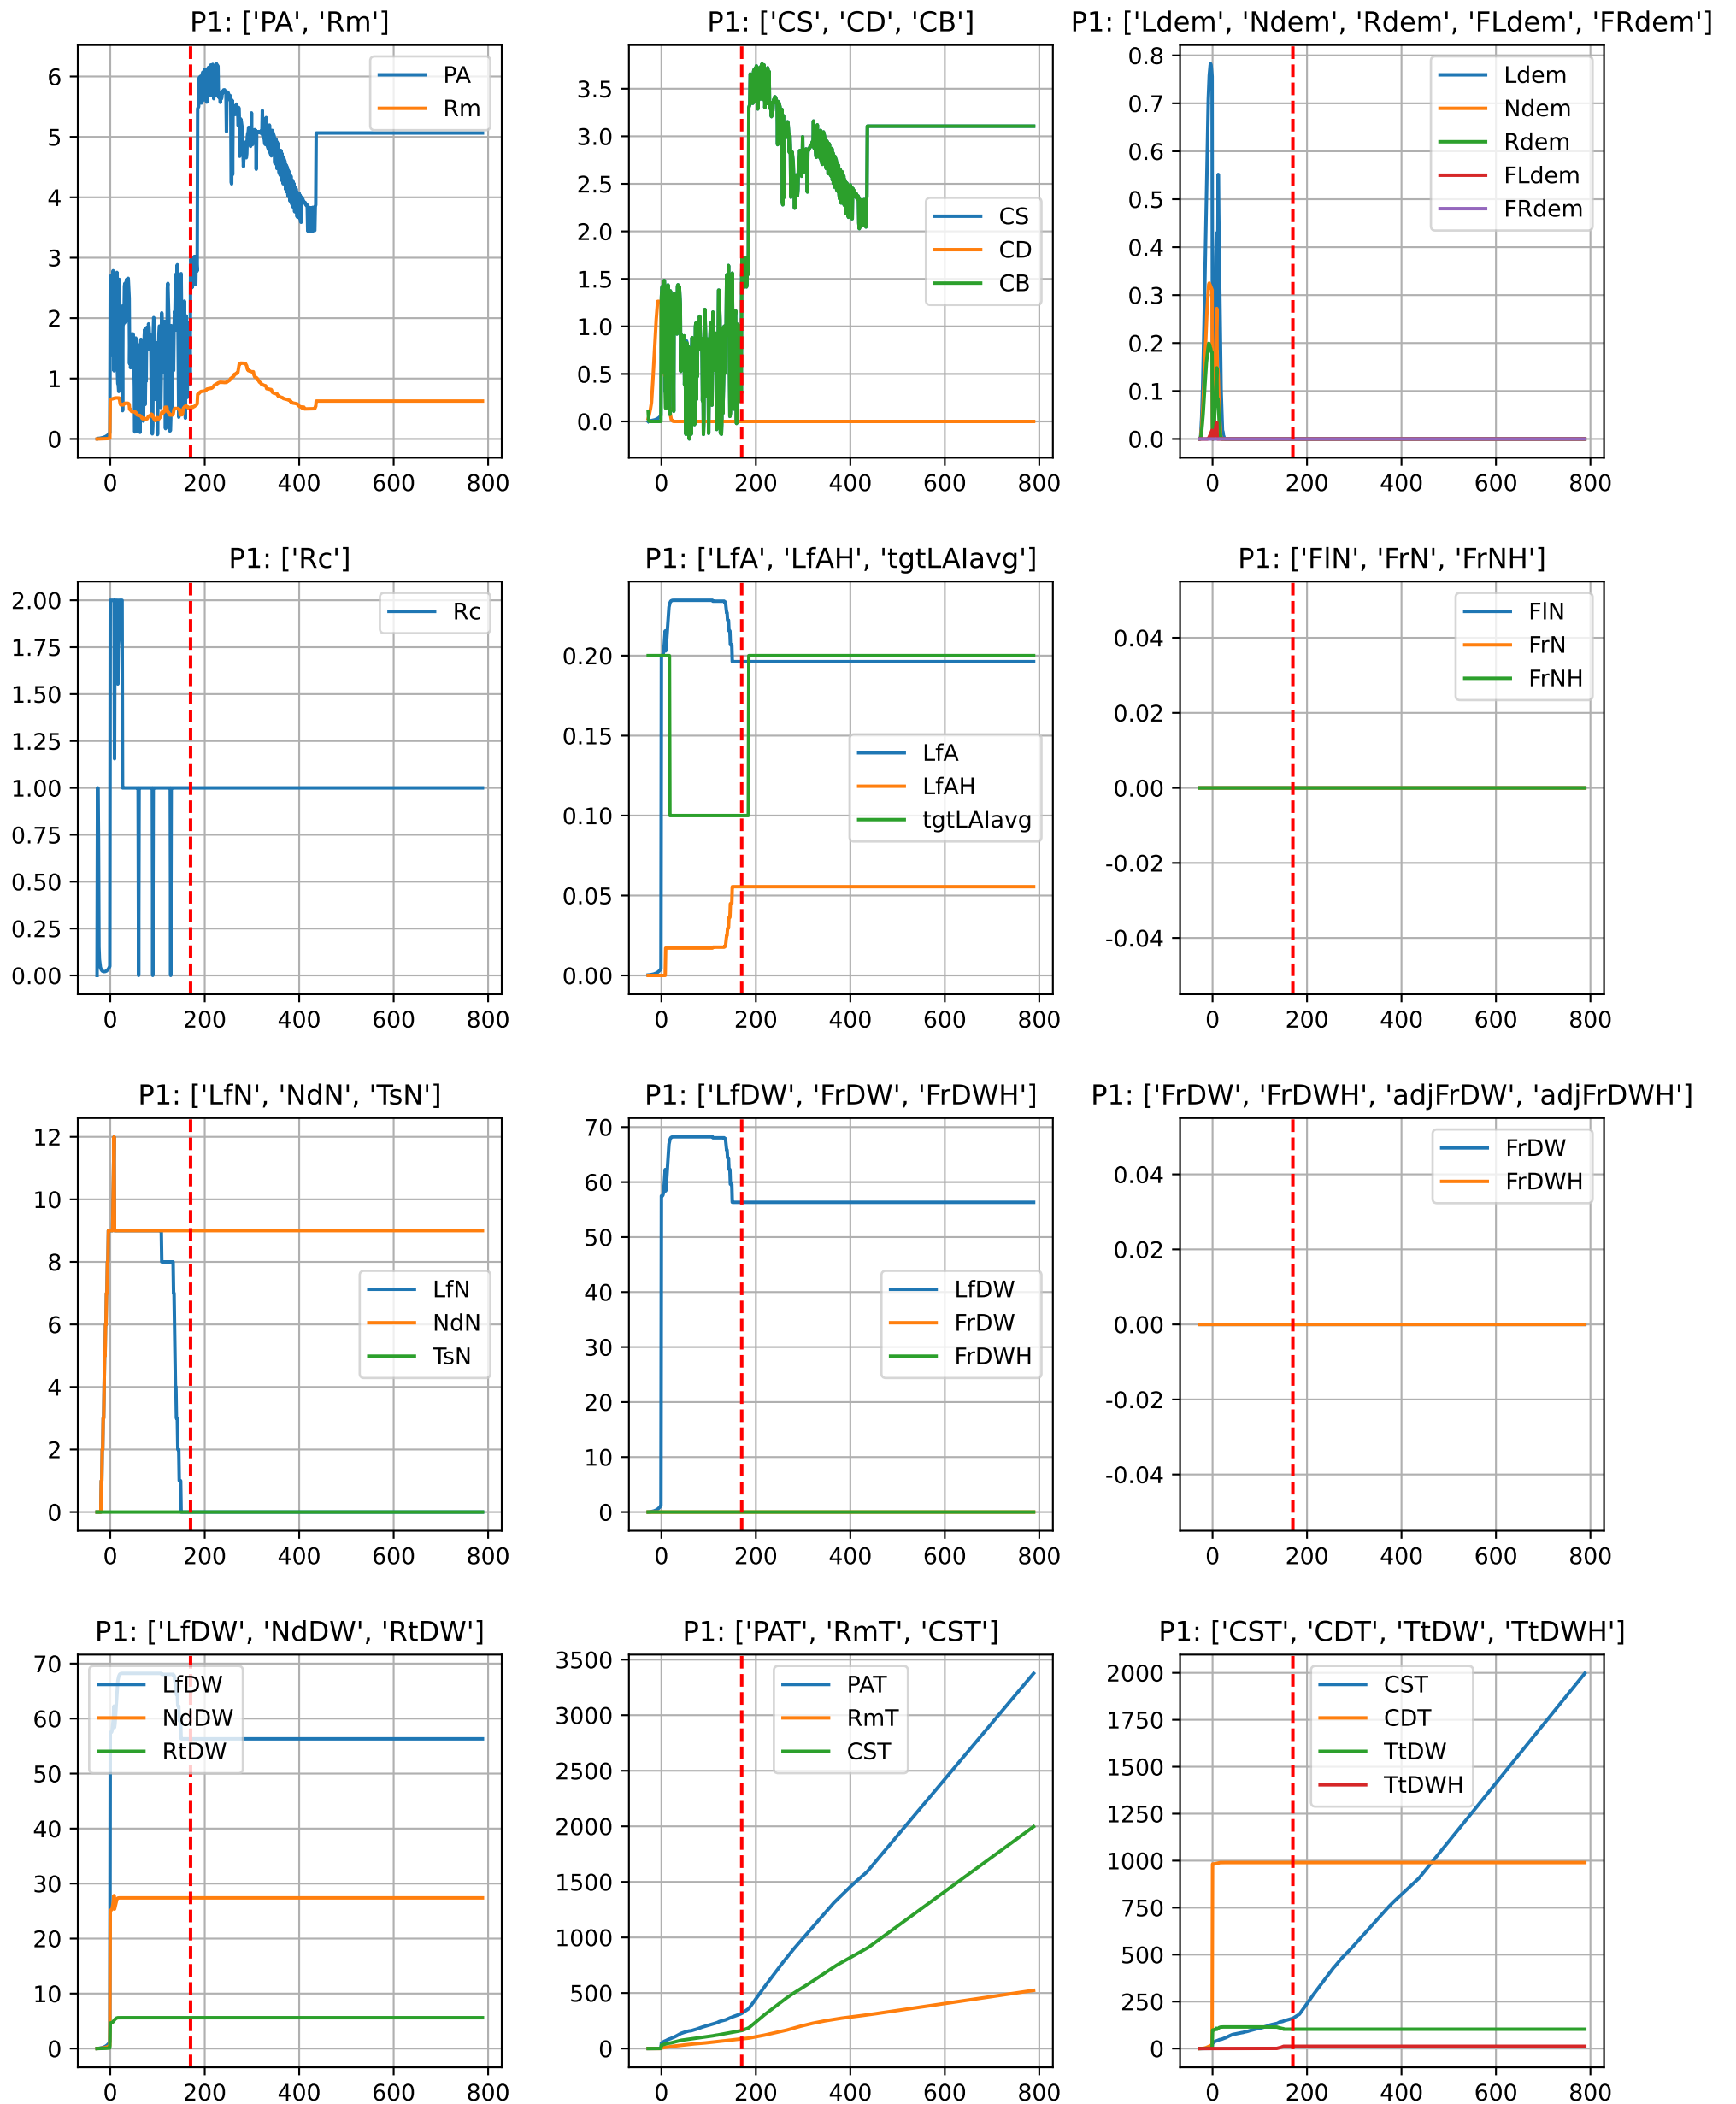 P1: ['PA', 'Rm']
PA
Rm
6
5
4
3
2
1
0
0 200 400 600 800
P1: ['CS', 'CD', 'CB']
CS
CD
CB
3.5
3.0
2.5
2.0
1.5
1.0
0.5
0.0
0 200 400 600 800
P1: ['Ldem', 'Ndem', 'Rdem', 'FLdem', 'FRdem']
Ldem
Ndem
Rdem
FLdem
FRdem
0.8
0.7
0.6
0.5
0.4
0.3
0.2
0.1
0.0
0 200 400 600 800
P1: ['Rc']
Rc
2.00
1.75
1.50
1.25
1.00
0.75
0.50
0.25
0.00
0 200 400 600 800
P1: ['LfA', 'LfAH', 'tgtLAIavg']
LfA
LfAH
tgtLAIavg
0.20
0.15
0.10
0.05
0.00
0 200 400 600 800
P1: ['FlN', 'FrN', 'FrNH']
FlN
FrN
FrNH
0.04
0.02
0.00
-0.02
-0.04
0 200 400 600 800
P1: ['LfN', 'NdN', 'TsN']
LfN
NdN
TsN
12
10
8
6
4
2
0
0 200 400 600 800
P1: ['LfDW', 'FrDW', 'FrDWH']
LfDW
FrDW
FrDWH
70
60
50
40
30
20
10
0
0 200 400 600 800
P1: ['FrDW', 'FrDWH', 'adjFrDW', 'adjFrDWH']
FrDW
FrDWH
0.04
0.02
0.00
-0.02
-0.04
0 200 400 600 800
P1: ['LfDW', 'NdDW', 'RtDW']
LfDW
NdDW
RtDW
70
60
50
40
30
20
10
0
0 200 400 600 800
P1: ['PAT', 'RmT', 'CST']
PAT
RmT
CST
3500
3000
2500
2000
1500
1000
500
0
0 200 400 600 800
P1: ['CST', 'CDT', 'TtDW', 'TtDWH']
CST
CDT
TtDW
TtDWH
2000
1750
1500
1250
1000
750
500
250
0
0 200 400 600 800